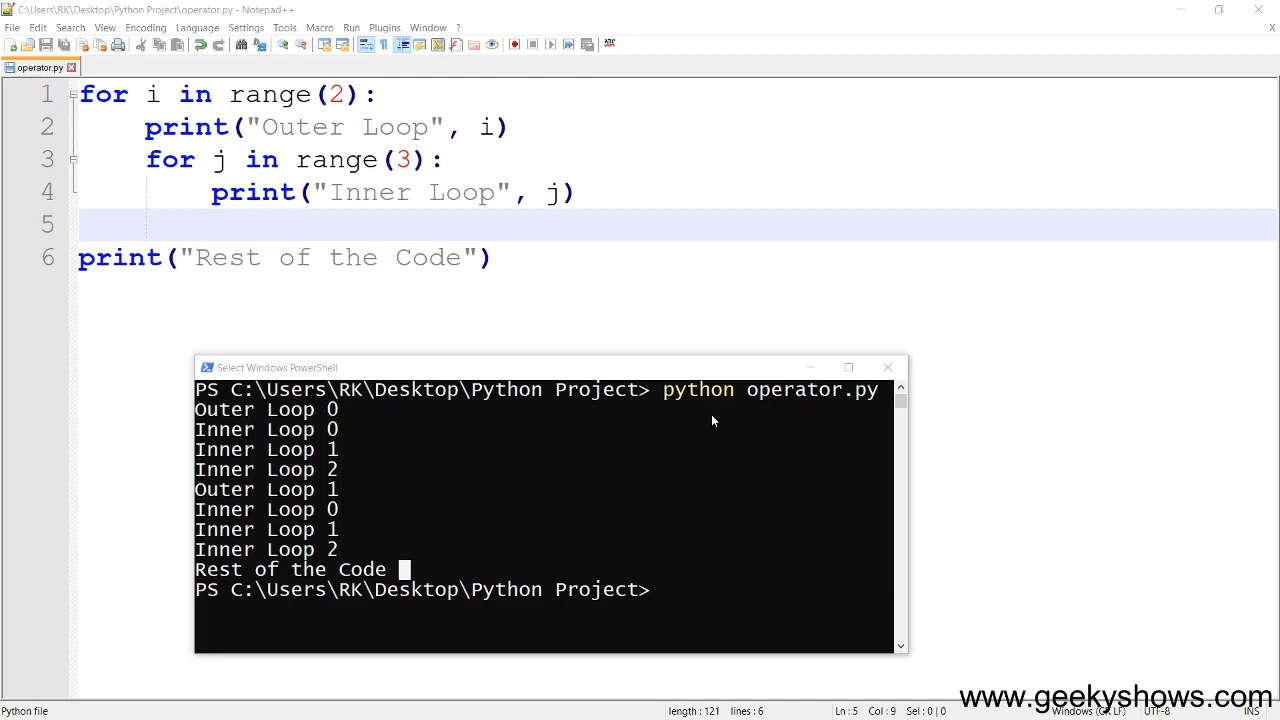 C:\Users\RK\Desktop\Python Project\operator.py - Notepad++
File Edit Search View Encoding Language Settings Tools Macro Run Plugins Window ? X
operator.py
1 for i in range(2):
2     print("Outer Loop", i)
3     for j in range(3):
4         print("Inner Loop", j)
5
6 print("Rest of the Code")
Select Windows PowerShell
PS C:\Users\RK\Desktop\Python Project> python operator.py
Outer Loop 0
Inner Loop 0
Inner Loop 1
Inner Loop 2
Outer Loop 1
Inner Loop 0
Inner Loop 1
Inner Loop 2
Rest of the Code
PS C:\Users\RK\Desktop\Python Project>
www.geekyshows.com
Python file length : 121 lines : 6 Ln : 5 Col : 9 Sel : 0 | 0 Windows (CR LF) UTF-8 INS